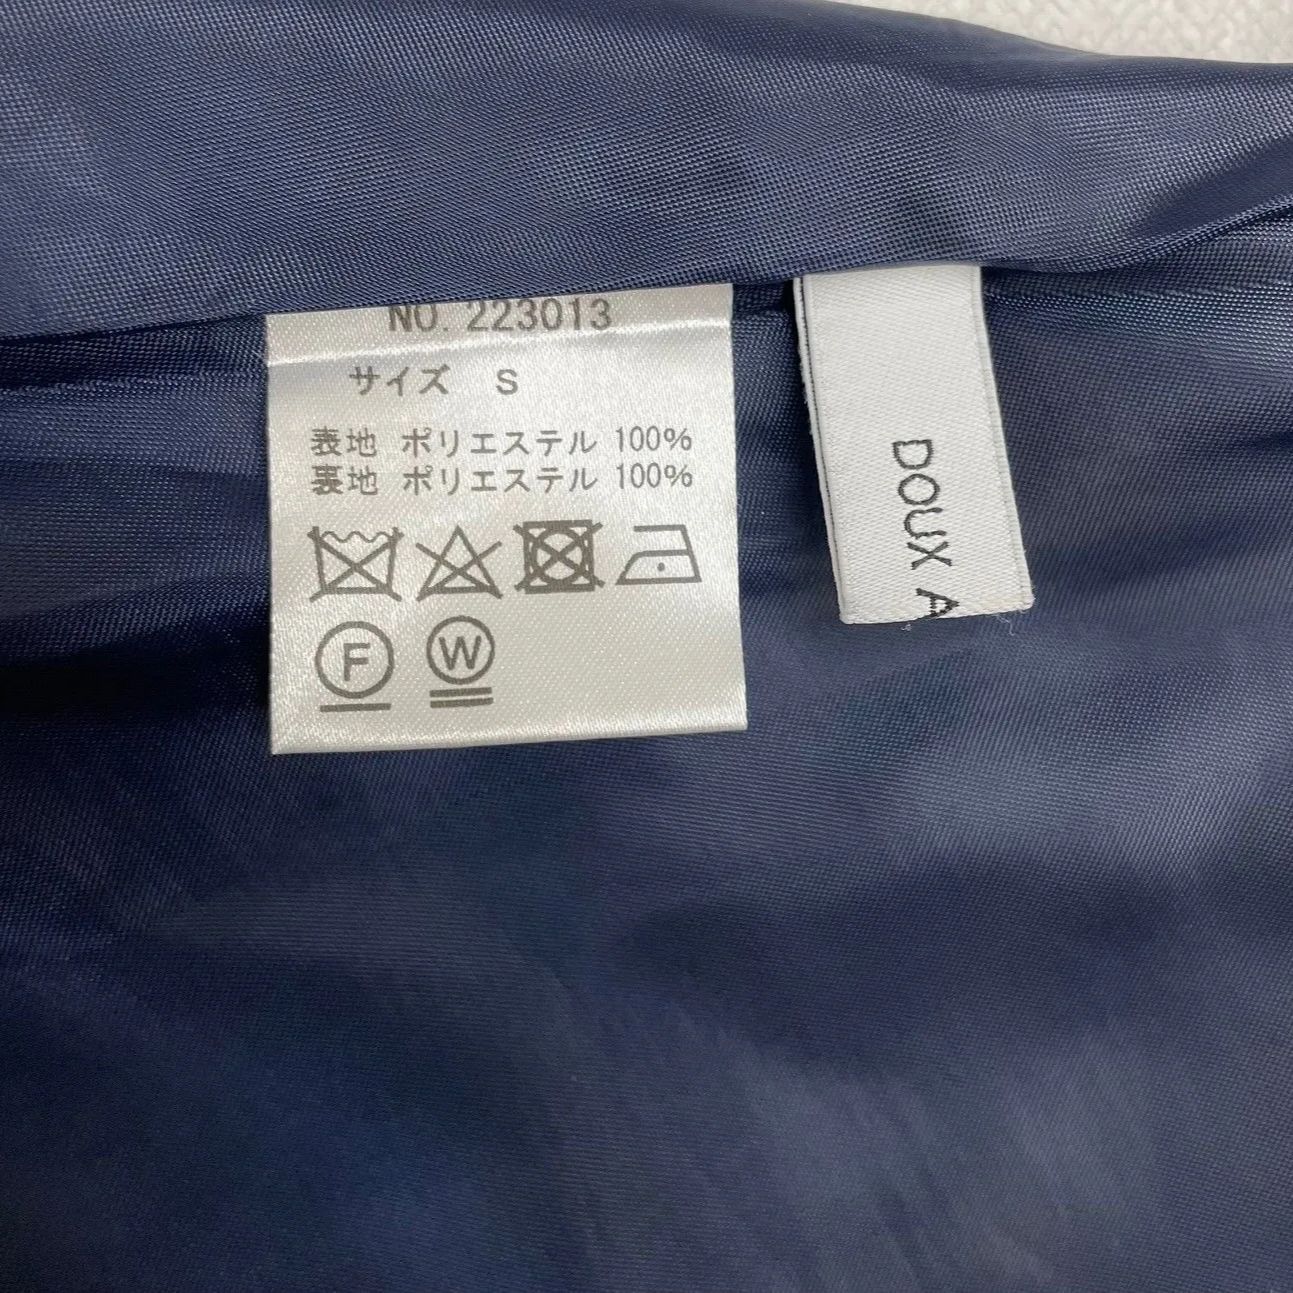 NO. 223013
サイズ S
表地 ポリエステル 100%
裏地 ポリエステル 100%
F W
DOUX A